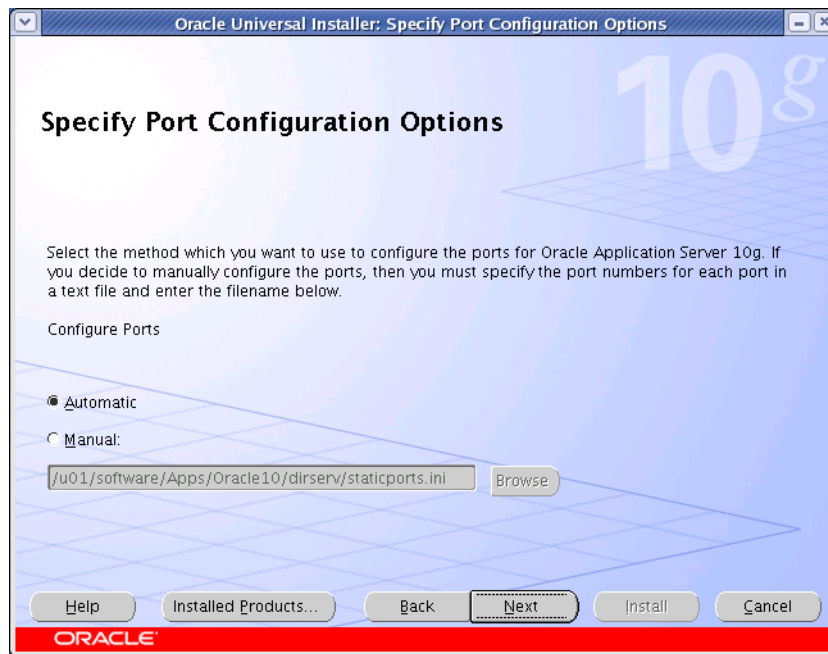 Oracle Universal Installer: Specify Port Configuration Options
10g
Specify Port Configuration Options
Select the method which you want to use to configure the ports for Oracle Application Server 10g. If
you decide to manually configure the ports, then you must specify the port numbers for each port in
a text file and enter the filename below.
Configure Ports
Automatic
Manual:
/u01/software/Apps/Oracle10/dirserv/staticports.ini Browse
Help Installed Products... Back Next Install Cancel
ORACLE